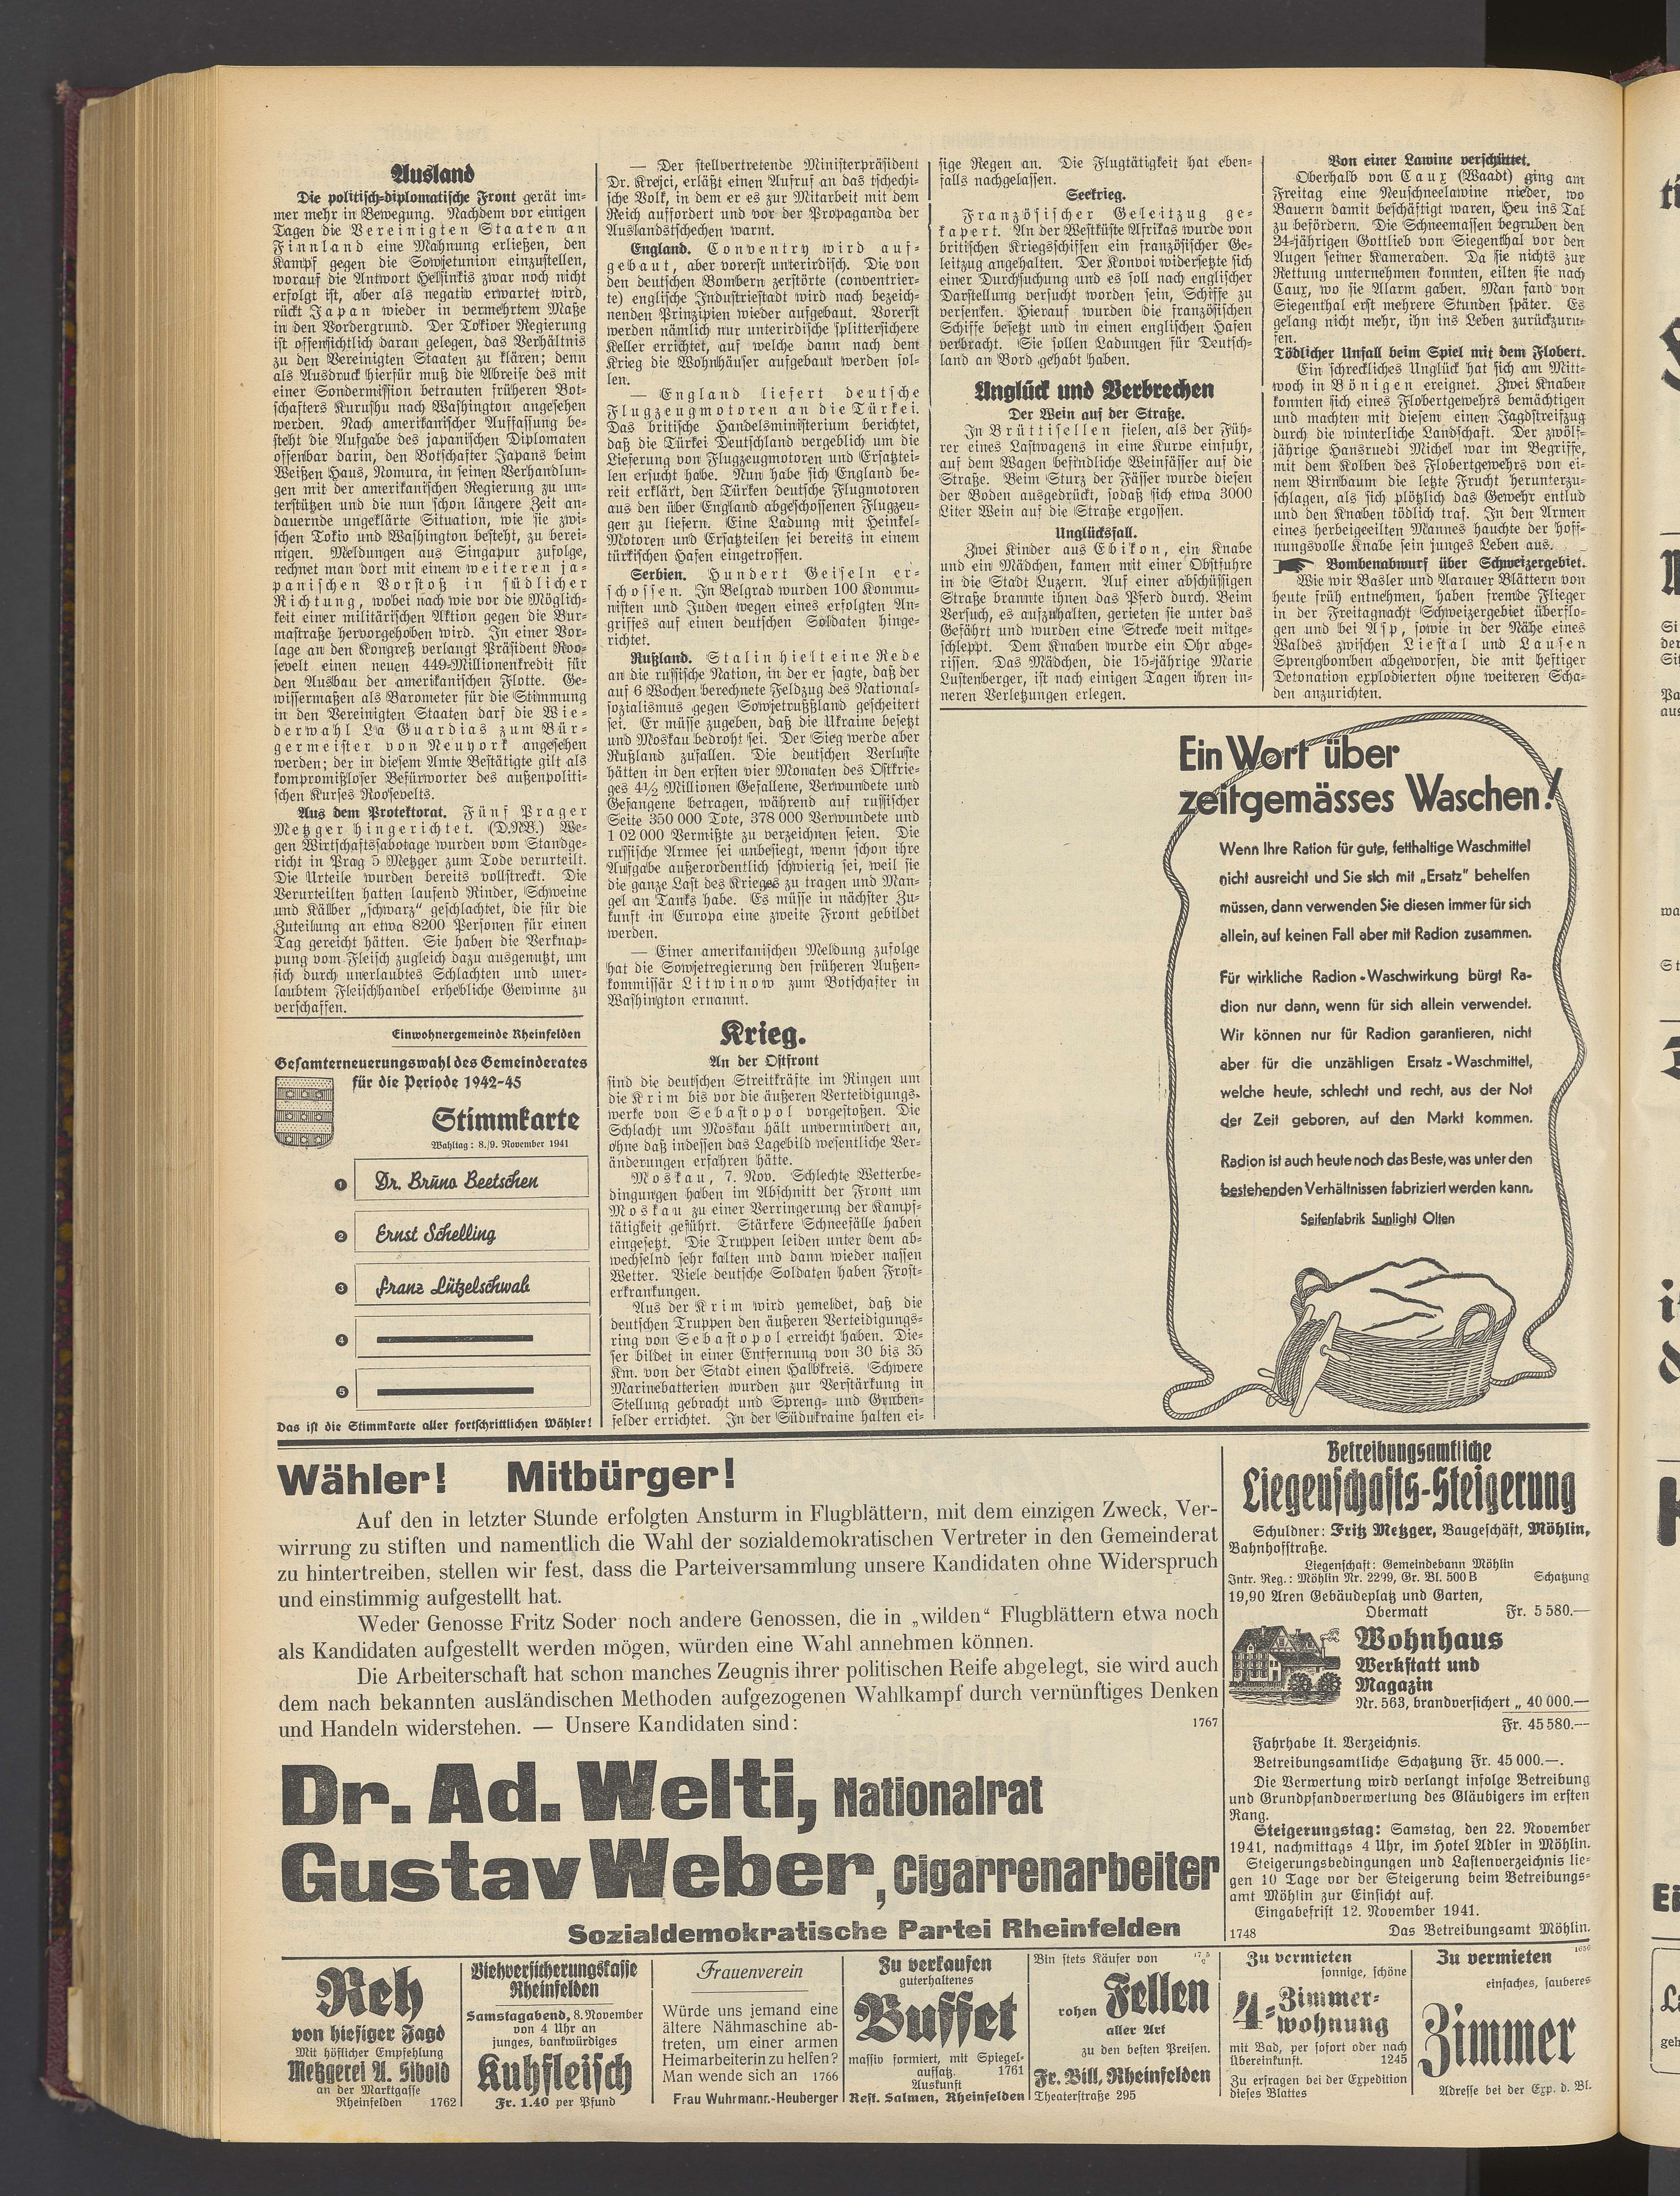 Ausland
Die politisch-diplomatische Front gerät im-
mer mehr in Bewegung. Nachdem vor einigen
Tagen die Vereinigten Staaten an
Finnland eine Mahnung erließen, den
Kampf gegen die Sowjetunion einzustellen,
worauf die Antwort Helsinkis zwar noch nicht
erfolgt ist, aber als negativ erwartet wird,
rückt Japan wieder in vermehrtem Maße
in den Vordergrund. Der Tokioer Regierung
ist offensichtlich daran gelegen, das Verhältnis
zu den Vereinigten Staaten zu klären; denn
als Ausdruck hierfür muß die Abreise des mit
einer Sondermission betrauten früheren Bot-
schafters Kurushu nach Washington angesehen
werden. Nach amerikanischer Auffassung be-
steht die Aufgabe des japanischen Diplomaten
offenbar darin, den Botschafter Japans beim
Weißen Haus, Nomura, in seinen Verhandlun-
gen mit der amerikanischen Regierung zu un-
terstützen und die nun schon längere Zeit an-
dauernde ungeklärte Situation, wie sie zwi-
schen Tokio und Washington besteht, zu berei-
nigen. Meldungen aus Singapur zufolge,
rechnet man dort mit einem weiteren ja-
panischen Vorstoß in südlicher
Richtung, wobei nach wie vor die Möglich-
keit einer militärischen Aktion gegen die Bur-
mastraße hervorgehoben wird. In einer Vor-
lage an den Kongreß verlangt Präsident Roo-
sevelt einen neuen 449-Millionenkredit für
den Ausbau der amerikanischen Flotte. Ge-
wissermaßen als Barometer für die Stimmung
in den Vereinigten Staaten darf die Wie-
derwahl La Guardias zum Bür-
germeister von Neuyork angesehen
werden; der in diesem Amte Bestätigte gilt als
kompromißloser Befürworter des außenpoliti-
schen Kurses Roosevelts.
Aus dem Protektorat. Fünf Prager
Metzger hingerichtet. (D.N.B.) We-
gen Wirtschaftssabotage wurden vom Standge-
richt in Prag 5 Metzger zum Tode verurteilt.
Die Urteile wurden bereits vollstreckt. Die
Verurteilten hatten laufend Rinder, Schweine
und Kälber „schwarz“ geschlachtet, die für die
Zuteilung an etwa 8200 Personen für einen
Tag gereicht hätten. Sie haben die Verknap-
pung vom Fleisch zugleich dazu ausgenutzt, um
sich durch unerlaubtes Schlachten und uner-
laubtem Fleischhandel erhebliche Gewinne zu
verschaffen.
Einwohnergemeinde Rheinfelden
Gesamterneuerungswahl des Gemeinderates
für die Periode 1942-45
Stimmkarte
Wahltag: 8./9. November 1941
1 Dr. Bruno Beetschen
2 Ernst Schelling
3 Franz Lützelschwab
4
5
Das ist die Stimmkarte aller fortschrittlichen Wähler!
— Der stellvertretende Ministerpräsident
Dr. Krejci, erläßt einen Aufruf an das tschechi-
sche Volk, in dem er es zur Mitarbeit mit dem
Reich auffordert und vor der Propaganda der
Auslandstschechen warnt.
England. Conventry wird auf-
gebaut, aber vorerst unterirdisch. Die von
den deutschen Bombern zerstörte (conventrier-
te) englische Industriestadt wird nach bezeich-
nenden Prinzipien wieder aufgebaut. Vorerst
werden nämlich nur unterirdische splittersichere
Keller errichtet, auf welche dann nach dem
Krieg die Wohnhäuser aufgebaut werden sol-
len.
— England liefert deutsche
Flugzeugmotoren an die Türkei.
Das britische Handelsministerium berichtet,
daß die Türkei Deutschland vergeblich um die
Lieferung von Flugzeugmotoren und Ersatztei-
len ersucht habe. Nun habe sich England be-
reit erklärt, den Türken deutsche Flugmotoren
aus den über England abgeschossenen Flugzeu-
gen zu liefern. Eine Ladung mit Heinkel-
Motoren und Ersatzteilen sei bereits in einem
türkischen Hafen eingetroffen.
Serbien. Hundert Geiseln er-
schossen. In Belgrad wurden 100 Kommu-
nisten und Juden wegen eines erfolgten An-
griffes auf einen deutschen Soldaten hinge-
richtet.
Rußland. Stalin hielt eine Rede
an die russische Nation, in der er sagte, daß der
auf 6 Wochen berechnete Feldzug des National-
sozialismus gegen Sowjetrußßland gescheitert
sei. Er müsse zugeben, daß die Ukraine besetzt
und Moskau bedroht sei. Der Sieg werde aber
Rußland zufallen. Die deutschen Verluste
hätten in den ersten vier Monaten des Ostkrie-
ges 4½ Millionen Gefallene, Verwundete und
Gefangene betragen, während auf russischer
Seite 350 000 Tote, 378 000 Verwundete und
1 02 000 Vermißte zu verzeichnen seien. Die
russische Armee sei unbesiegt, wenn schon ihre
Aufgabe außerordentlich schwierig sei, weil sie
die ganze Last des Krieges zu tragen und Man-
gel an Tanks habe. Es müsse in nächster Zu-
kunft in Europa eine zweite Front gebildet
werden.
— Einer amerikanischen Meldung zufolge
hat die Sowjetregierung den früheren Außen-
kommissär Litwinow zum Botschafter in
Washington ernannt.
Krieg.
An der Ostfront
sind die deutschen Streitkräfte im Ringen um
die Krim bis vor die äußeren Verteidigungs-
werke von Sebastopol vorgestoßen. Die
Schlacht um Moskau hält unvermindert an,
ohne daß indessen das Lagebild wesentliche Ver-
änderungen erfahren hätte.
Moskau, 7. Nov. Schlechte Wetterbe-
dingungen haben im Abschnitt der Front um
Moskau zu einer Verringerung der Kampf-
tätigkeit geführt. Stärkere Schneefälle haben
eingesetzt. Die Truppen leiden unter dem ab-
wechselnd sehr kalten und dann wieder nassen
Wetter. Viele deutsche Soldaten haben Frost-
erkrankungen.
Aus der Krim wird gemeldet, daß die
deutschen Truppen den äußeren Verteidigungs-
ring von Sebastopol erreicht haben. Die-
ser bildet in einer Entfernung von 30 bis 35
Km. von der Stadt einen Halbkreis. Schwere
Marinebatterien wurden zur Verstärkung in
Stellung gebracht und Spreng- und Gruben-
felder errichtet. In der Südukraine halten ei-
sige Regen an. Die Flugtätigkeit hat eben-
falls nachgelassen.
Seekrieg.
Französischer Geleitzug ge-
kapert. An der Westküste Afrikas wurde von
britischen Kriegsschiffen ein französischer Ge-
leitzug angehalten. Der Konvoi widersetzte sich
einer Durchsuchung und es soll nach englischer
Darstellung versucht worden sein, Schiffe zu
versenken. Hierauf wurden die französischen
Schiffe besetzt und in einen englischen Hafen
verbracht. Sie sollen Ladungen für Deutsch-
land an Bord gehabt haben.
Unglück und Verbrechen
Der Wein auf der Straße.
In Brüttisellen fielen, als der Füh-
rer eines Lastwagens in eine Kurve einfuhr,
auf dem Wagen befindliche Weinfässer auf die
Straße. Beim Sturz der Fässer wurde diesen
der Boden ausgedrückt, sodaß sich etwa 3000
Liter Wein auf die Straße ergossen.
Unglücksfall.
Zwei Kinder aus Ebikon, ein Knabe
und ein Mädchen, kamen mit einer Obstfuhre
in die Stadt Luzern. Auf einer abschüssigen
Straße brannte ihnen das Pferd durch. Beim
Versuch, es aufzuhalten, gerieten sie unter das
Gefährt und wurden eine Strecke weit mitge-
schleppt. Dem Knaben wurde ein Ohr abge-
rissen. Das Mädchen, die 15-jährige Marie
Lustenberger, ist nach einigen Tagen ihren in-
neren Verletzungen erlegen.
Von einer Lawine verschüttet.
Oberhalb von Caux (Waadt) ging am
Freitag eine Neuschneelawine nieder, wo
Bauern damit beschäftigt waren, Heu ins Tal
zu befördern. Die Schneemassen begruben den
24-jährigen Gottlieb von Siegenthal vor den
Augen seiner Kameraden. Da sie nichts zur
Rettung unternehmen konnten, eilten sie nach
Caux, wo sie Alarm gaben. Man fand von
Siegenthal erst mehrere Stunden später. Es
gelang nicht mehr, ihn ins Leben zurückzuru-
fen.
Tödlicher Unfall beim Spiel mit dem Flobert.
Ein schreckliches Unglück hat sich am Mitt-
woch in Bönigen ereignet. Zwei Knaben
konnten sich eines Flobertgewehrs bemächtigen
und machten mit diesem einen Jagdstreifzug
durch die winterliche Landschaft. Der zwölf-
jährige Hansruedi Michel war im Begriffe,
mit dem Kolben des Flobertgewehrs von ei-
nem Birnbaum die letzte Frucht herunterzu-
schlagen, als sich plötzlich das Gewehr entlud
und den Knaben tödlich traf. In den Armen
eines herbeigeeilten Mannes hauchte der hoff-
nungsvolle Knabe sein junges Leben aus.
Bombenabwurf über Schweizergebiet.
Wie wir Basler und Aarauer Blättern von
heute früh entnehmen, haben fremde Flieger
in der Freitagnacht Schweizergebiet überflo-
gen und bei Asp, sowie in der Nähe eines
Waldes zwischen Liestal und Lausen
Sprengbomben abgeworfen, die mit heftiger
Detonation explodierten ohne weiteren Scha-
den anzurichten.
Ein Wort über
zeitgemässes Waschen!
Wenn Ihre Ration für gute, fetthaltige Waschmittel
nicht ausreicht und Sie sich mit „Ersatz” behelfen
müssen, dann verwenden Sie diesen immer für sich
allein, auf keinen Fall aber mit Radion zusammen.
Für wirkliche Radion-Waschwirkung bürgt Ra-
dion nur dann, wenn für sich allein verwendet.
Wir können nur für Radion garantieren, nicht
aber für die unzähligen Ersatz-Waschmittel,
welche heute, schlecht und recht, aus der Not
der Zeit geboren, auf den Markt kommen.
Radion ist auch heute noch das Beste, was unter den
bestehenden Verhältnissen fabriziert werden kann.
Seifenfabrik Sunlight Olten
Wähler! Mitbürger!
Auf den in letzter Stunde erfolgten Ansturm in Flugblättern, mit dem einzigen Zweck, Ver-
wirrung zu stiften und namentlich die Wahl der sozialdemokratischen Vertreter in den Gemeinderat
zu hintertreiben, stellen wir fest, dass die Parteiversammlung unsere Kandidaten ohne Widerspruch
und einstimmig aufgestellt hat.
Weder Genosse Fritz Soder noch andere Genossen, die in „wilden“ Flugblättern etwa noch
als Kandidaten aufgestellt werden mögen, würden eine Wahl annehmen können.
Die Arbeiterschaft hat schon manches Zeugnis ihrer politischen Reife abgelegt, sie wird auch
dem nach bekannten ausländischen Methoden aufgezogenen Wahlkampf durch vernünftiges Denken
und Handeln widerstehen. — Unsere Kandidaten sind: 1767
Dr. Ad. Welti, Nationalrat
Gustav Weber, Cigarrenarbeiter
Sozialdemokratische Partei Rheinfelden
Betreibungsamtliche
Liegenschafts-Steigerung
Schuldner: Fritz Metzger, Baugeschäft, Möhlin,
Bahnhofstraße.
Liegenschaft: Gemeindebann Möhlin
Intr. Reg.: Möhlin Nr. 2299, Gr. Bl. 500 B Schatzung
19,90 Aren Gebäudeplatz und Garten,
Obermatt Fr. 5 580.—
Wohnhaus
Werkstatt und
Magazin
Nr. 563, brandversichert „ 40 000.—
Fr. 45 580.—
Fahrhabe lt. Verzeichnis.
Betreibungsamtliche Schatzung Fr. 45 000.—.
Die Verwertung wird verlangt infolge Betreibung
und Grundpfandverwertung des Gläubigers im ersten
Rang.
Steigerungstag: Samstag, den 22. November
1941, nachmittags 4 Uhr, im Hotel Adler in Möhlin.
Steigerungsbedingungen und Lastenverzeichnis lie-
gen 10 Tage vor der Steigerung beim Betreibungs-
amt Möhlin zur Einsicht auf.
Eingabefrist 12. November 1941.
1748 Das Betreibungsamt Möhlin.
Reh
von hiesiger Jagd
Mit höflicher Empfehlung
Metzgerei A. Sibold
an der Marktgasse
Rheinfelden 1762
Viehversicherungskasse
Rheinfelden
Samstagabend, 8. November
von 4 Uhr an
junges, bankwürdiges
Kuhfleisch
Fr. 1.40 per Pfund
Frauenverein
Würde uns jemand eine
ältere Nähmaschine ab-
treten, um einer armen
Heimarbeiterin zu helfen?
Man wende sich an 1766
Frau Wuhrmann-Heuberger
Zu verkaufen
guterhaltenes
Buffet
massiv formiert, mit Spiegel-
aufsatz. 1761
Auskunft
Rest. Salmen, Rheinfelden
Bin stets Käufer von
rohen Fellen
aller Art
zu den besten Preisen.
Fr. Bill, Rheinfelden
Theaterstraße 295
Zu vermieten
sonnige, schöne
4-Zimmer-
wohnung
mit Bad, per sofort oder nach
Übereinkunft. 1245
Zu erfragen bei der Expedition
dieses Blattes
Zu vermieten
einfaches, sauberes
Zimmer
Adresse bei der Exp. d. Bl.